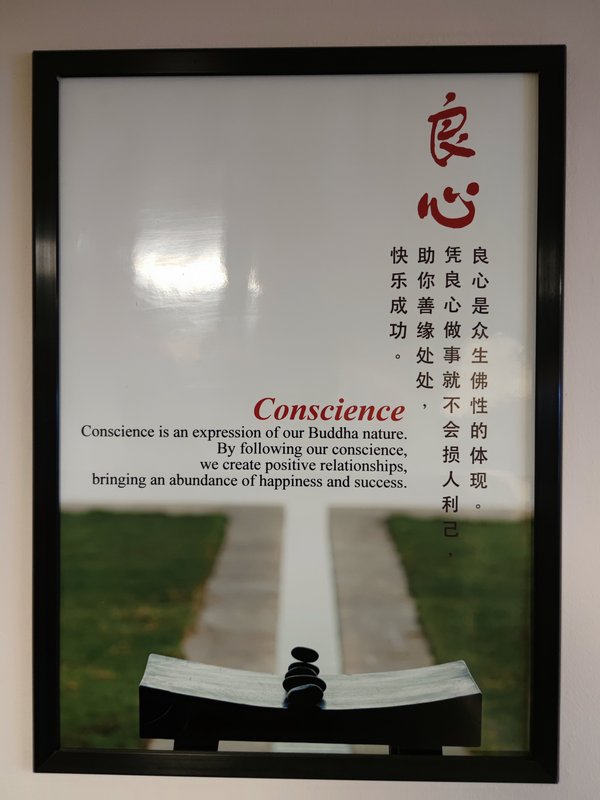 良心
良心是众生佛性的体现。
凭良心做事就不会损人利己，
助你善缘处处，
快乐成功。
Conscience
Conscience is an expression of our Buddha nature.
By following our conscience,
we create positive relationships,
bringing an abundance of happiness and success.